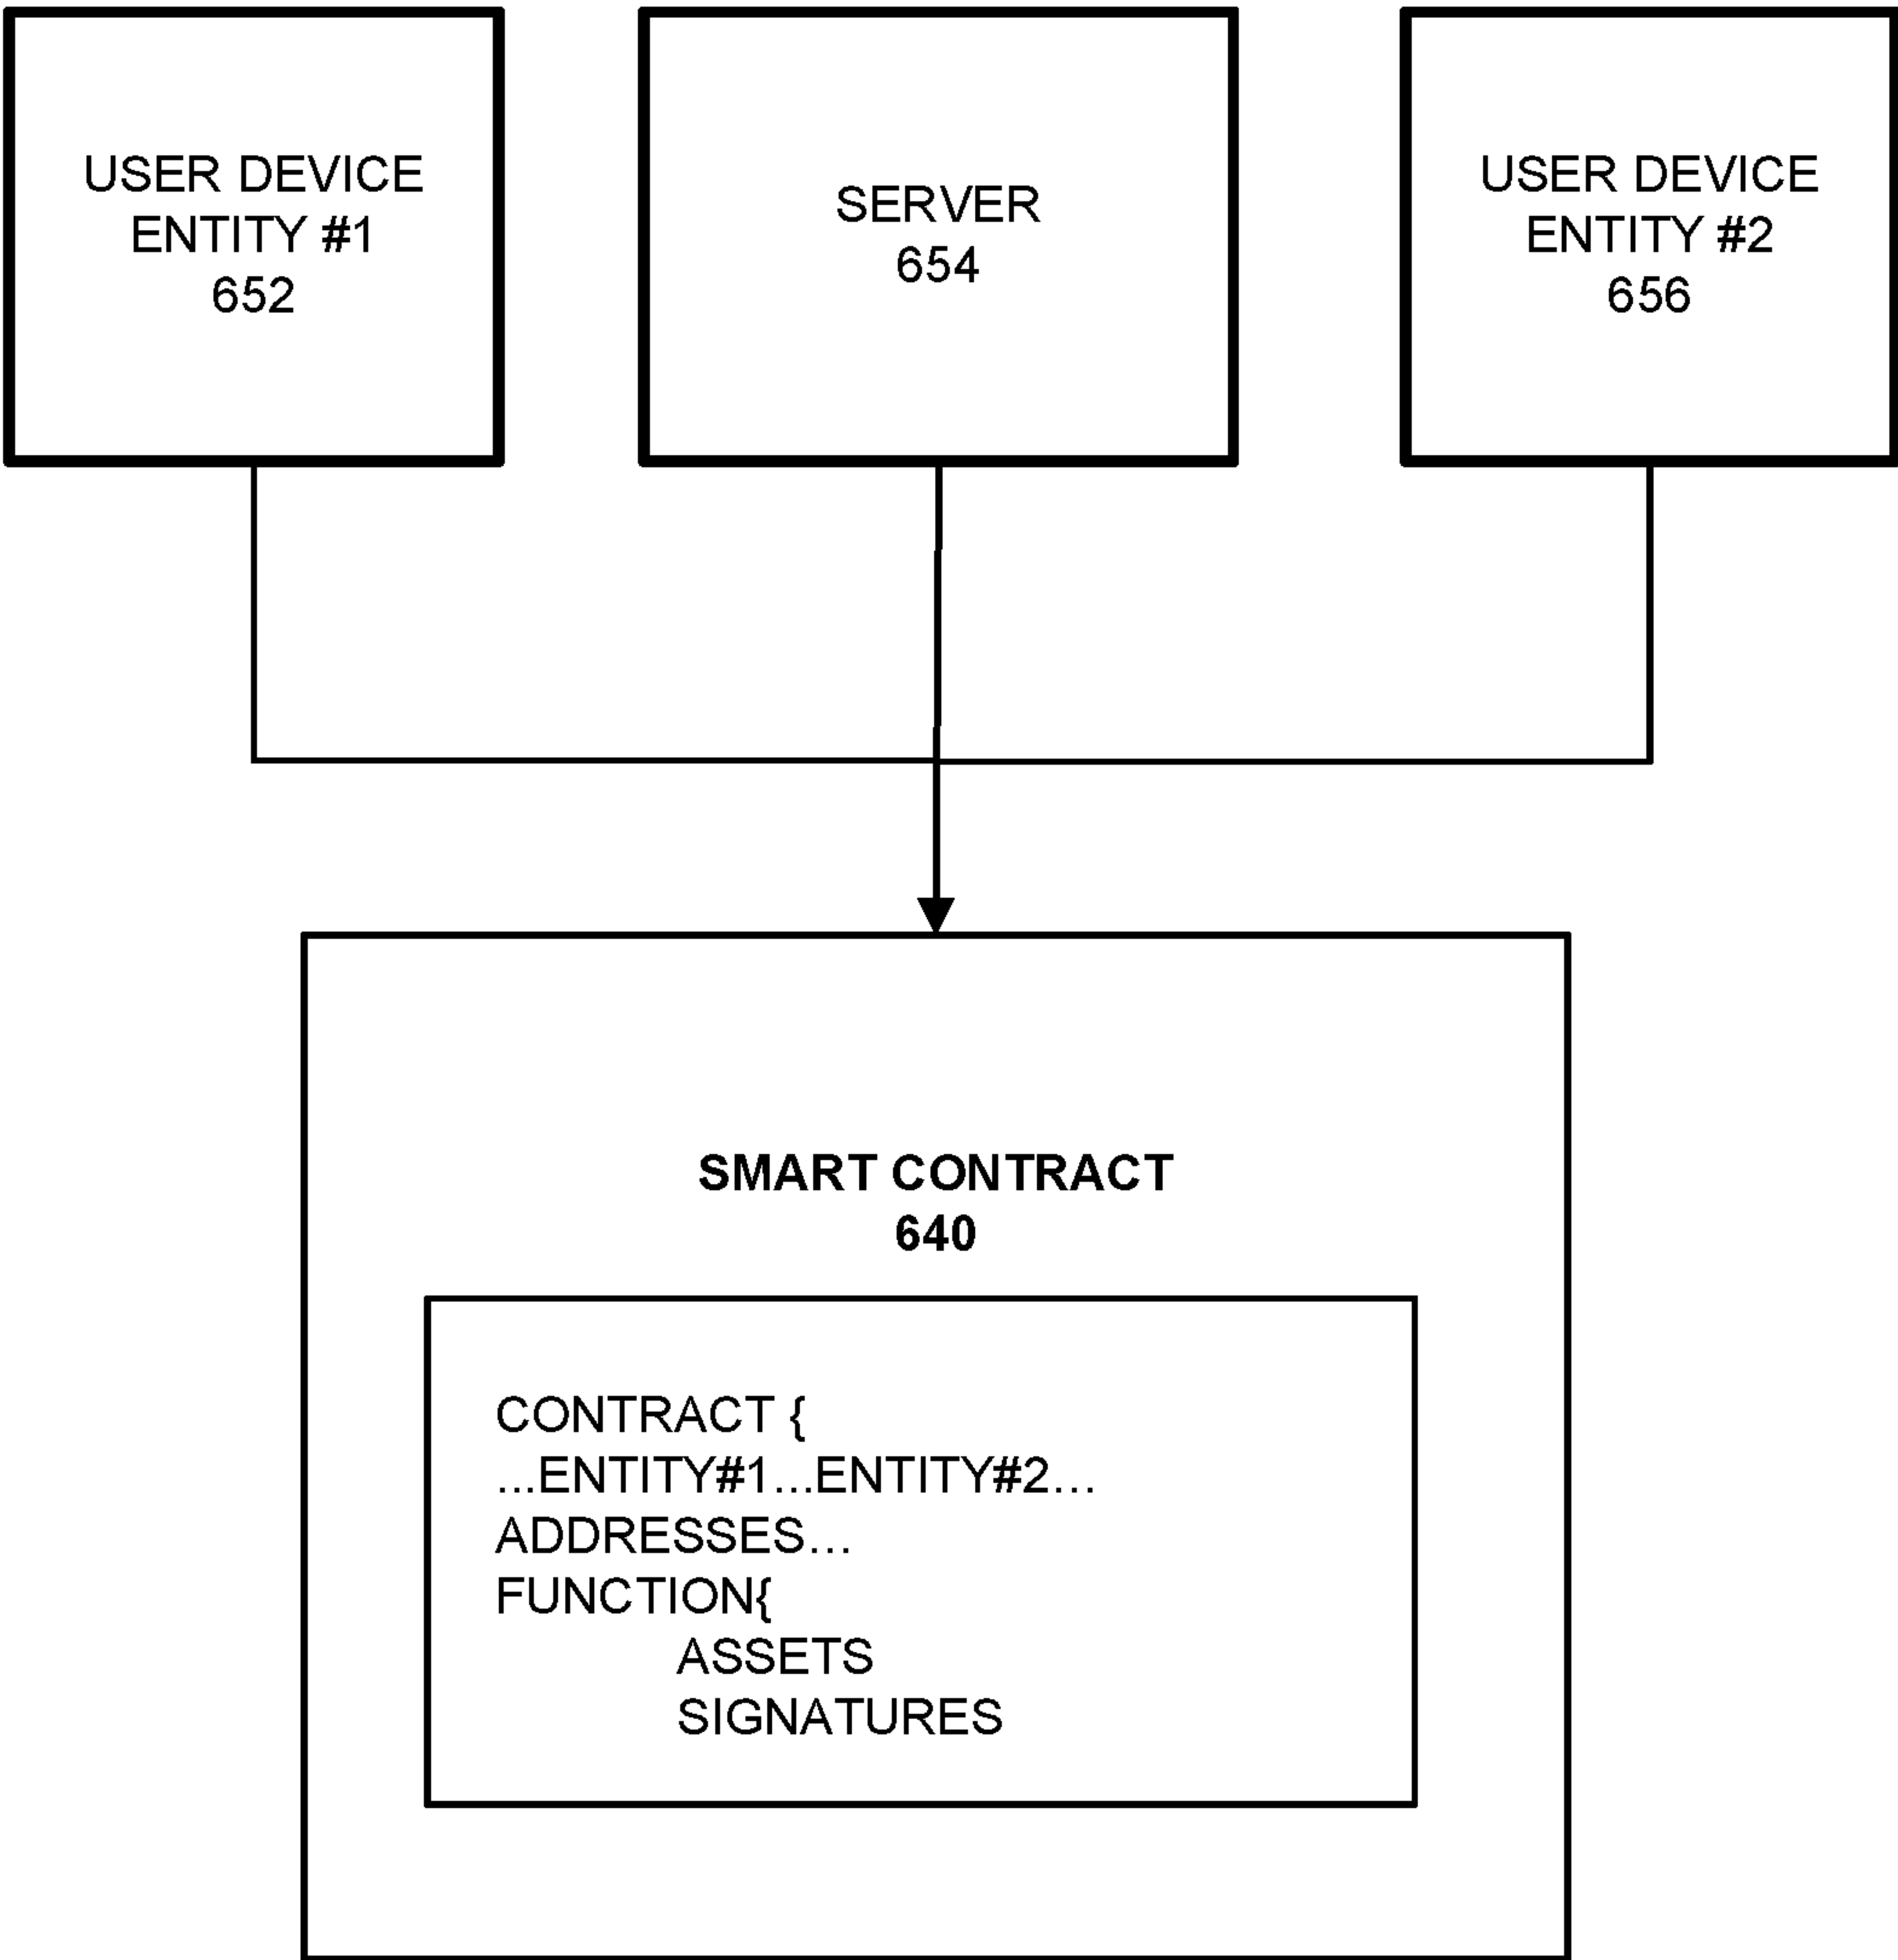 USER DEVICE
ENTITY #1
652
SERVER
654
USER DEVICE
ENTITY #2
656
SMART CONTRACT
640
CONTRACT {
...ENTITY#1...ENTITY#2...
ADDRESSES...
FUNCTION{
ASSETS
SIGNATURES